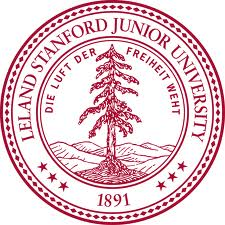 LELAND STANFORD JUNIOR UNIVERSITY
DIE LUFT DER FREIHEIT WEHT
1891